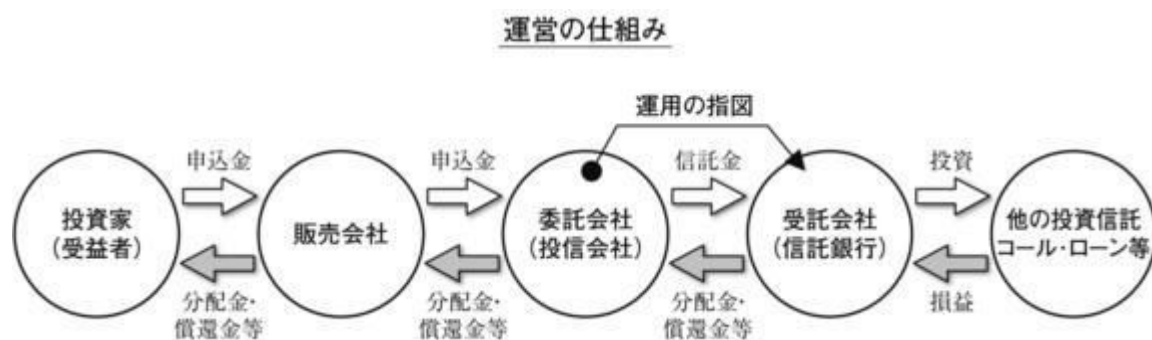 運営の仕組み
運用の指図
申込金
申込金
信託金
投資
投資家
(受益者)
販売会社
委託会社
(投信会社)
受託会社
(信託銀行)
他の投資信託
コール・ローン等
分配金・
償還金等
分配金・
償還金等
分配金・
償還金等
損益